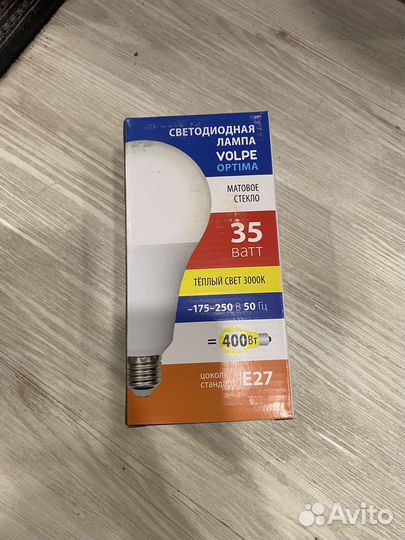 СВЕТОДИОДНАЯ
ЛАМПА
VOLPE
OPTIMA
МАТОВОЕ
СТЕКЛО
35
ватт
ТЁПЛЫЙ СВЕТ 3000К
~175–250 В 50 Гц
= 400Вт
цоколь
стандарт E27
Avito